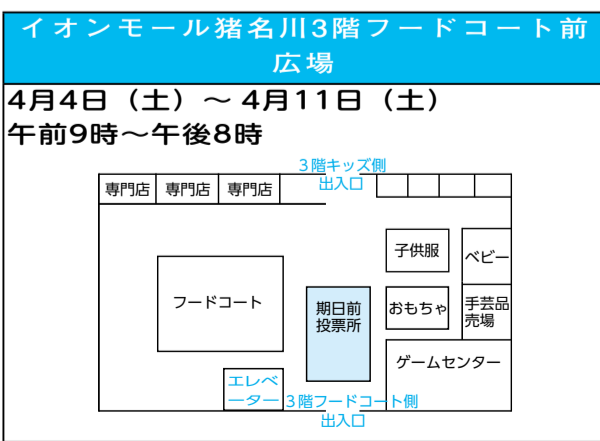 イオンモール猪名川3階フードコート前
広場
4月4日（土）～4月11日（土）
午前9時～午後8時
3階キッズ側
出入口
専門店
専門店
専門店
子供服
ベビー
フードコート
期日前
投票所
おもちゃ
手芸品
売場
ゲームセンター
エレベ
ーター
3階フードコート側
出入口